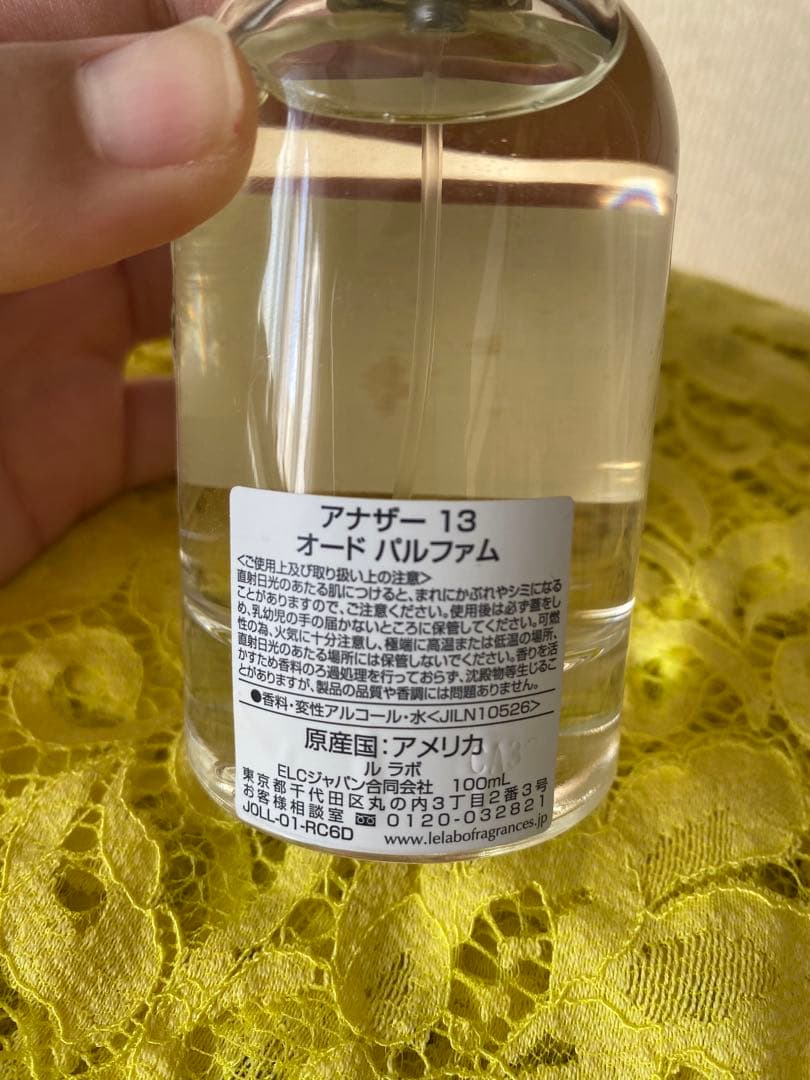 アナザー 13
オード パルファム
<ご使用上及び取り扱い上の注意>
直射日光のあたる肌につけると、まれにかぶれやシミになる
ことがありますので、ご注意ください。使用後は必ず蓋をし
め、乳幼児の手の届かないところに保管してください。可燃
性の為、火気に十分注意し、極端に高温または低温の場所、
直射日光のあたる場所には保管しないでください。香りを活
かすため香料のろ過処理を行っておらず、沈殿物等生じるこ
とがありますが、製品の品質や香調には問題ありません。
●香料・変性アルコール・水<JILN10526>
原産国:アメリカ
ル ラボ
ELCジャパン合同会社 100mL
東京都千代田区丸の内3丁目2番3号
お客様相談室 0120-032821
J0LL-01-RC6D
www.lelabofragrances.jp